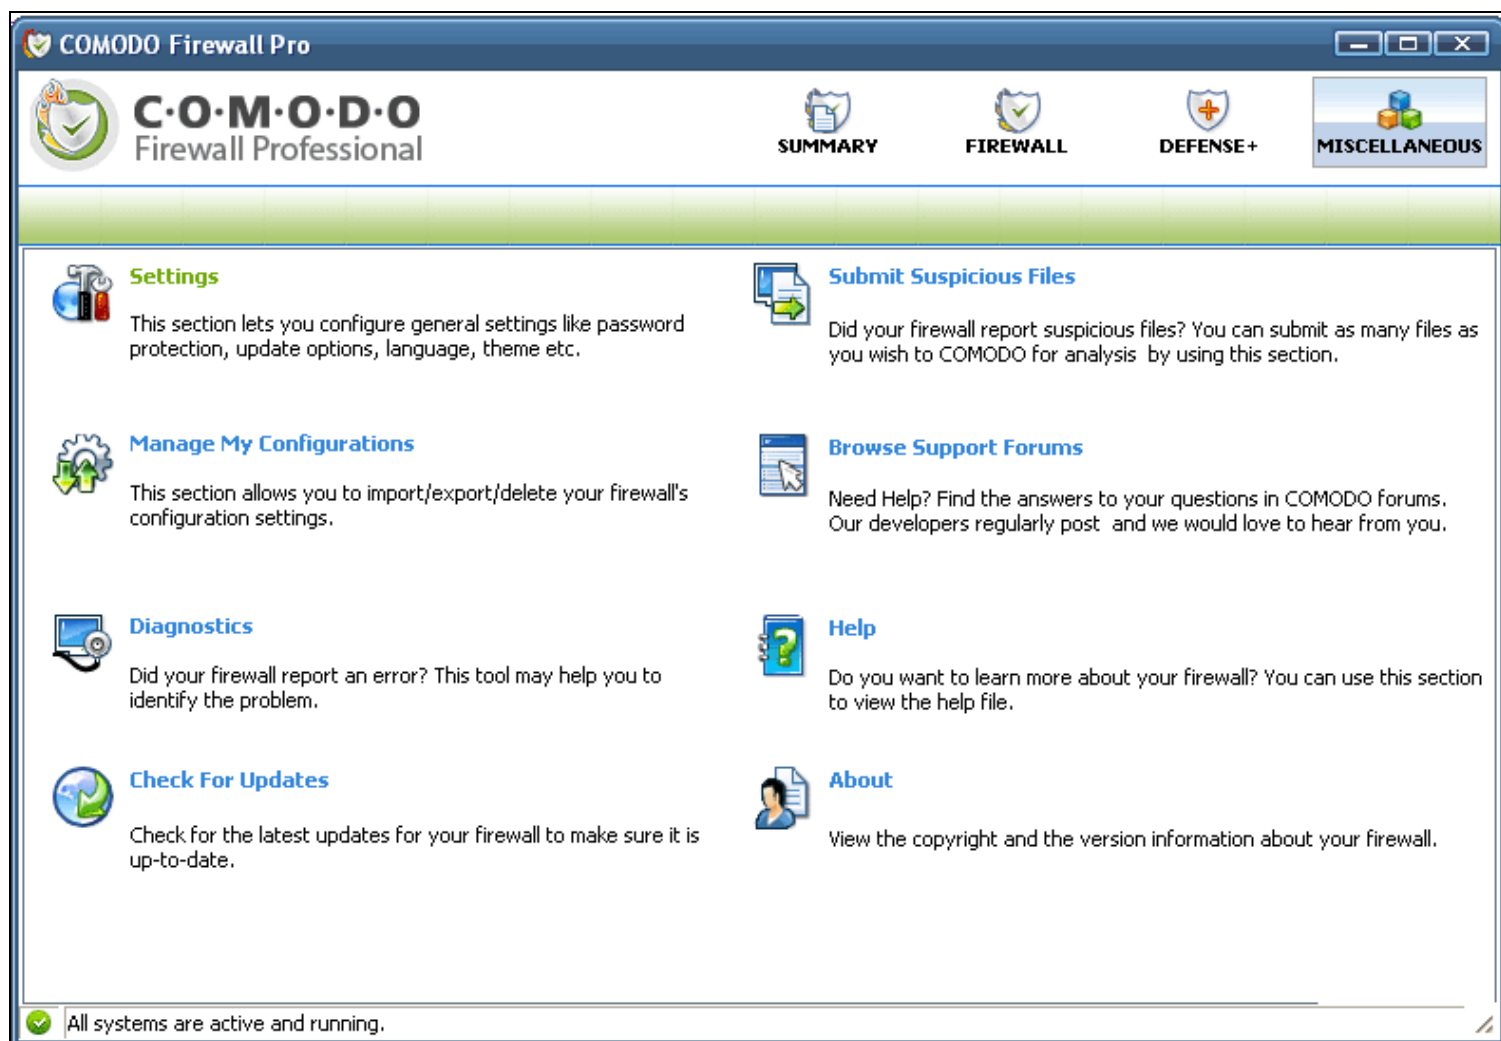 COMODO Firewall Pro
C·O·M·O·D·O
Firewall Professional
SUMMARY
FIREWALL
DEFENSE+
MISCELLANEOUS
Settings
This section lets you configure general settings like password
protection, update options, language, theme etc.
Submit Suspicious Files
Did your firewall report suspicious files? You can submit as many files as
you wish to COMODO for analysis by using this section.
Manage My Configurations
This section allows you to import/export/delete your firewall's
configuration settings.
Browse Support Forums
Need Help? Find the answers to your questions in COMODO forums.
Our developers regularly post and we would love to hear from you.
Diagnostics
Did your firewall report an error? This tool may help you to
identify the problem.
Help
Do you want to learn more about your firewall? You can use this section
to view the help file.
Check For Updates
Check for the latest updates for your firewall to make sure it is
up-to-date.
About
View the copyright and the version information about your firewall.
All systems are active and running.